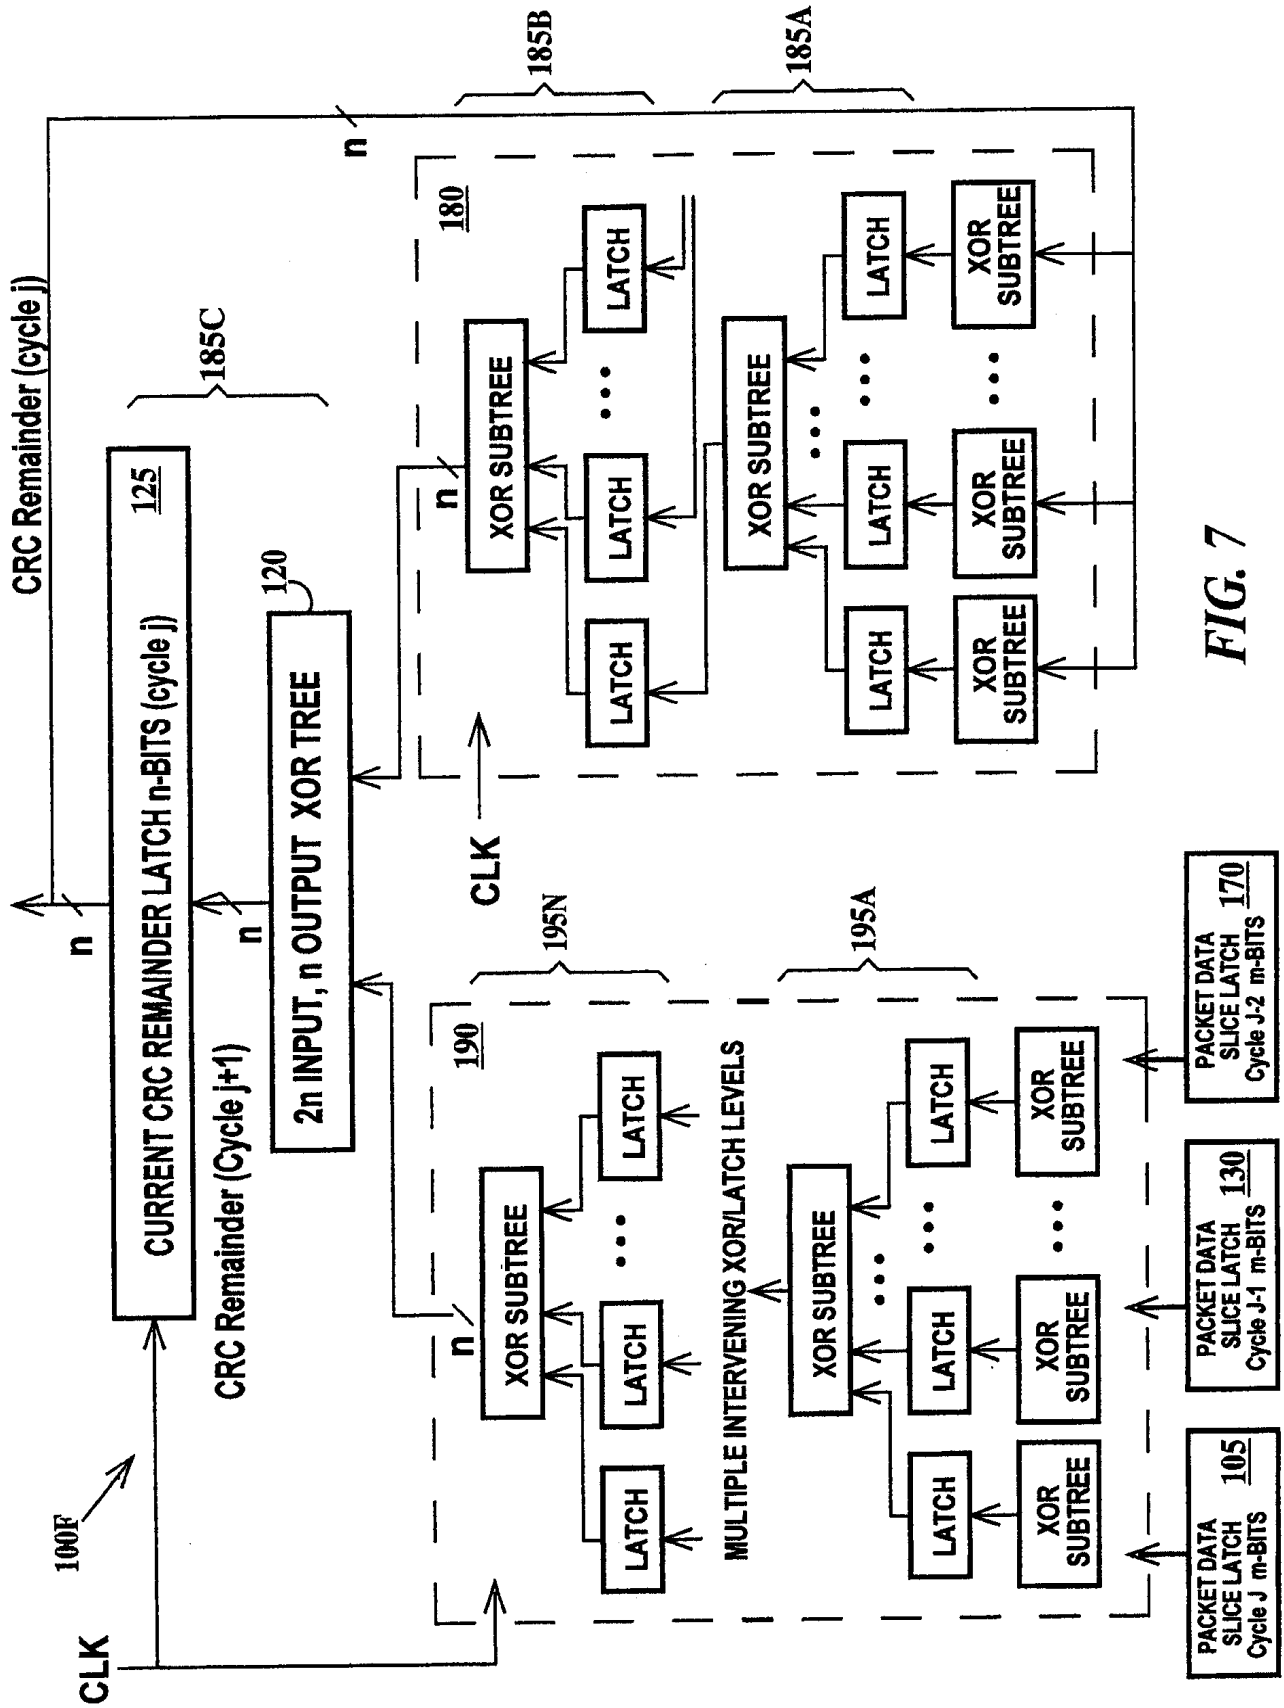 CLK
100F
CRC Remainder (cycle j)
n
CURRENT CRC REMAINDER LATCH n-BITS (cycle j) 125
185C
CRC Remainder (Cycle j+1)
n
2n INPUT, n OUTPUT XOR TREE
120
n
n
n
190
XOR SUBTREE
LATCH
LATCH
•••
LATCH
195N
MULTIPLE INTERVENING XOR/LATCH LEVELS
XOR SUBTREE
•••
LATCH
LATCH
•••
LATCH
195A
XOR
SUBTREE
XOR
SUBTREE
•••
XOR
SUBTREE
PACKET DATA
SLICE LATCH 105
Cycle J m-BITS
PACKET DATA
SLICE LATCH 130
Cycle J-1 m-BITS
PACKET DATA
SLICE LATCH 170
Cycle J-2 m-BITS
CLK
180
XOR SUBTREE
LATCH
LATCH
•••
LATCH
185B
XOR SUBTREE
•••
LATCH
LATCH
•••
LATCH
185A
XOR
SUBTREE
XOR
SUBTREE
•••
XOR
SUBTREE
FIG. 7